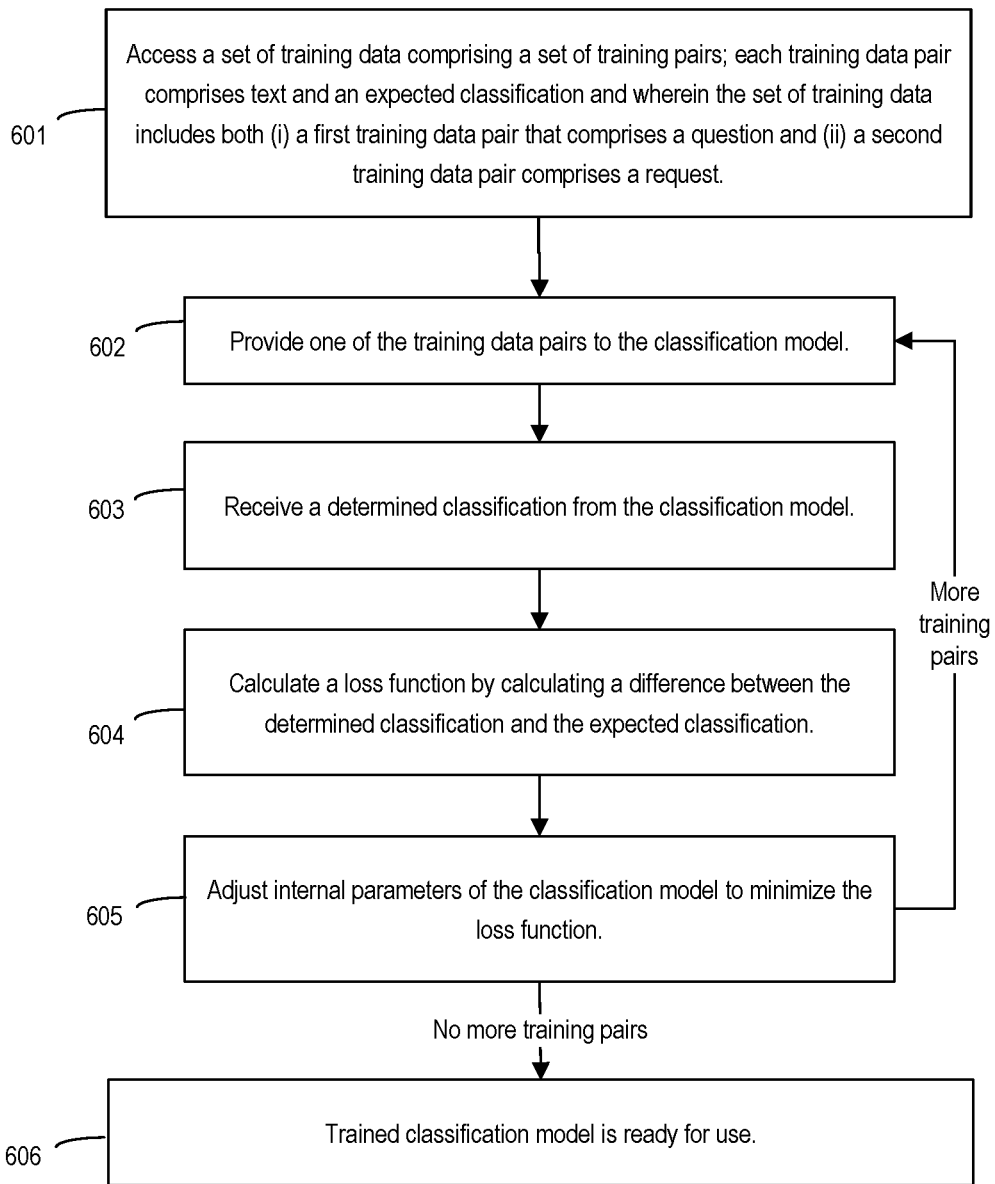 Access a set of training data comprising a set of training pairs; each training data pair
comprises text and an expected classification and wherein the set of training data
includes both (i) a first training data pair that comprises a question and (ii) a second
training data pair comprises a request.
601
Provide one of the training data pairs to the classification model.
602
Receive a determined classification from the classification model.
603
More
training
pairs
Calculate a loss function by calculating a difference between the
determined classification and the expected classification.
604
Adjust internal parameters of the classification model to minimize the
loss function.
605
No more training pairs
Trained classification model is ready for use.
606